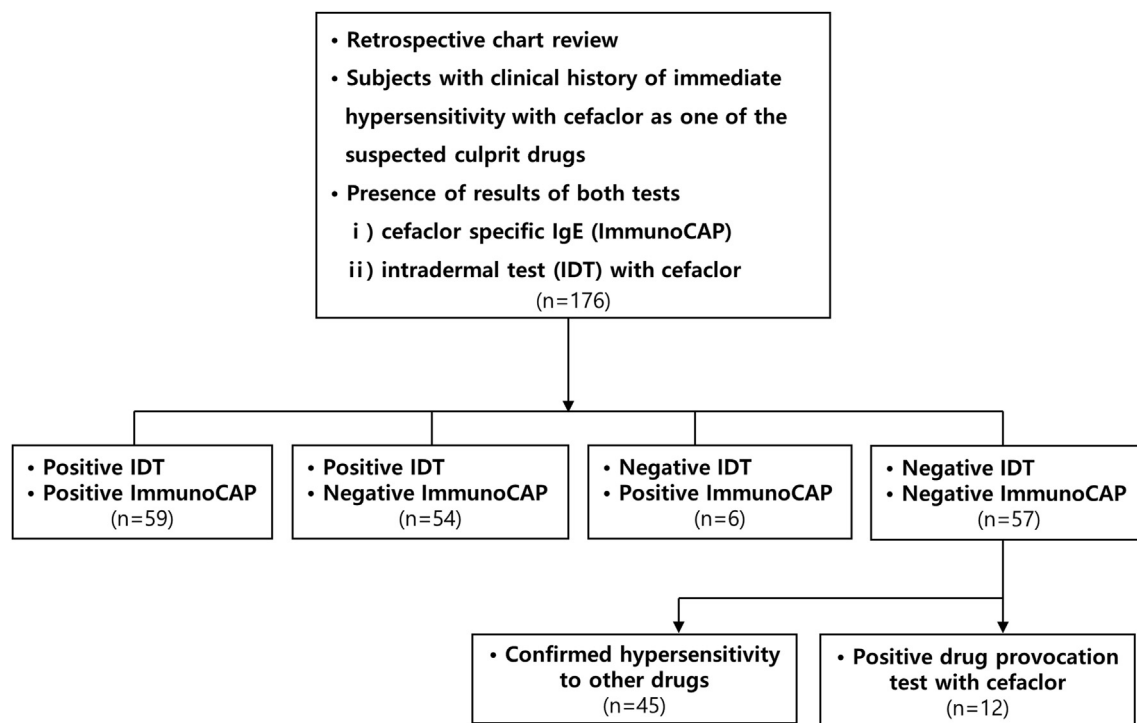 • Retrospective chart review
• Subjects with clinical history of immediate
hypersensitivity with cefaclor as one of the
suspected culprit drugs
• Presence of results of both tests
ⅰ) cefaclor specific IgE (ImmunoCAP)
ⅱ) intradermal test (IDT) with cefaclor
(n=176)
• Positive IDT
• Positive ImmunoCAP
(n=59)
• Positive IDT
• Negative ImmunoCAP
(n=54)
• Negative IDT
• Positive ImmunoCAP
(n=6)
• Negative IDT
• Negative ImmunoCAP
(n=57)
• Confirmed hypersensitivity
to other drugs
(n=45)
• Positive drug provocation
test with cefaclor
(n=12)